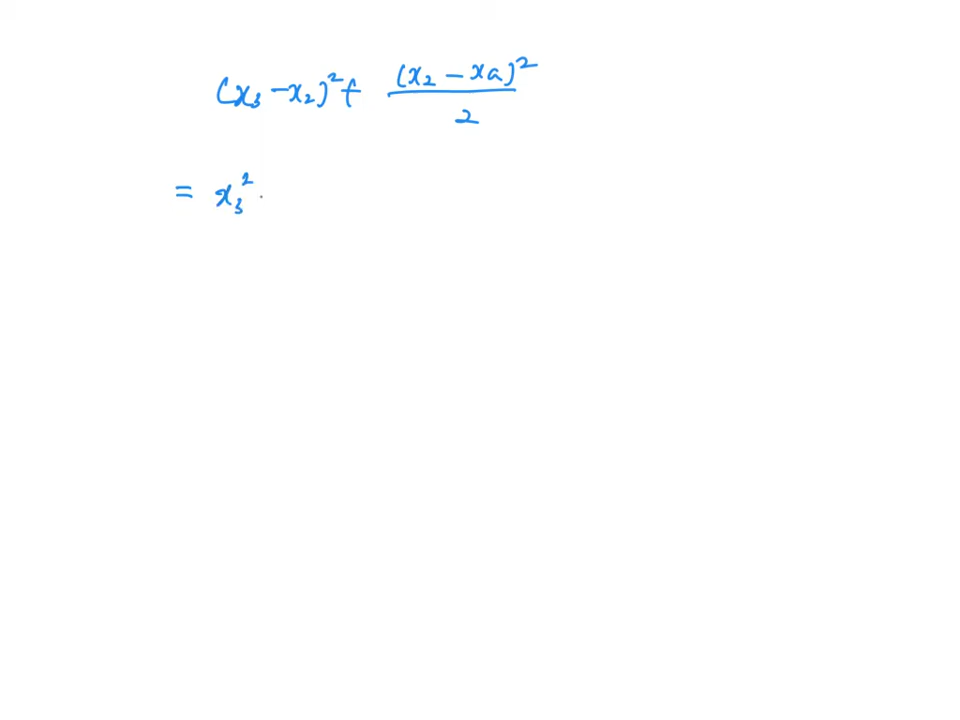 (x₃ - x₂)² + (x₂ - xa)² / 2
= x₃²